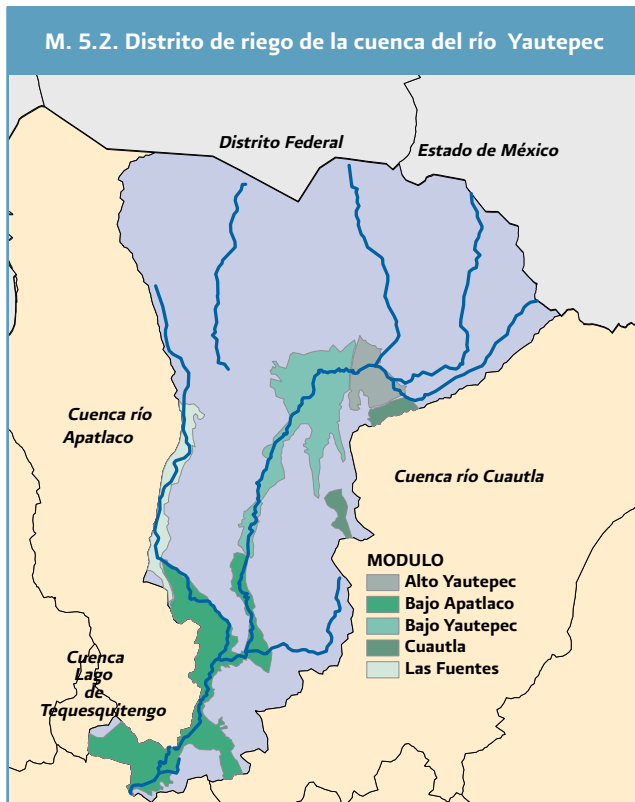 M. 5.2. Distrito de riego de la cuenca del río Yautepec
Distrito Federal
Estado de México
Cuenca río
Apatlaco
Cuenca río Cuautla
MODULO
Alto Yautepec
Bajo Apatlaco
Bajo Yautepec
Cuautla
Las Fuentes
Cuenca
Lago
de
Tequesquitengo